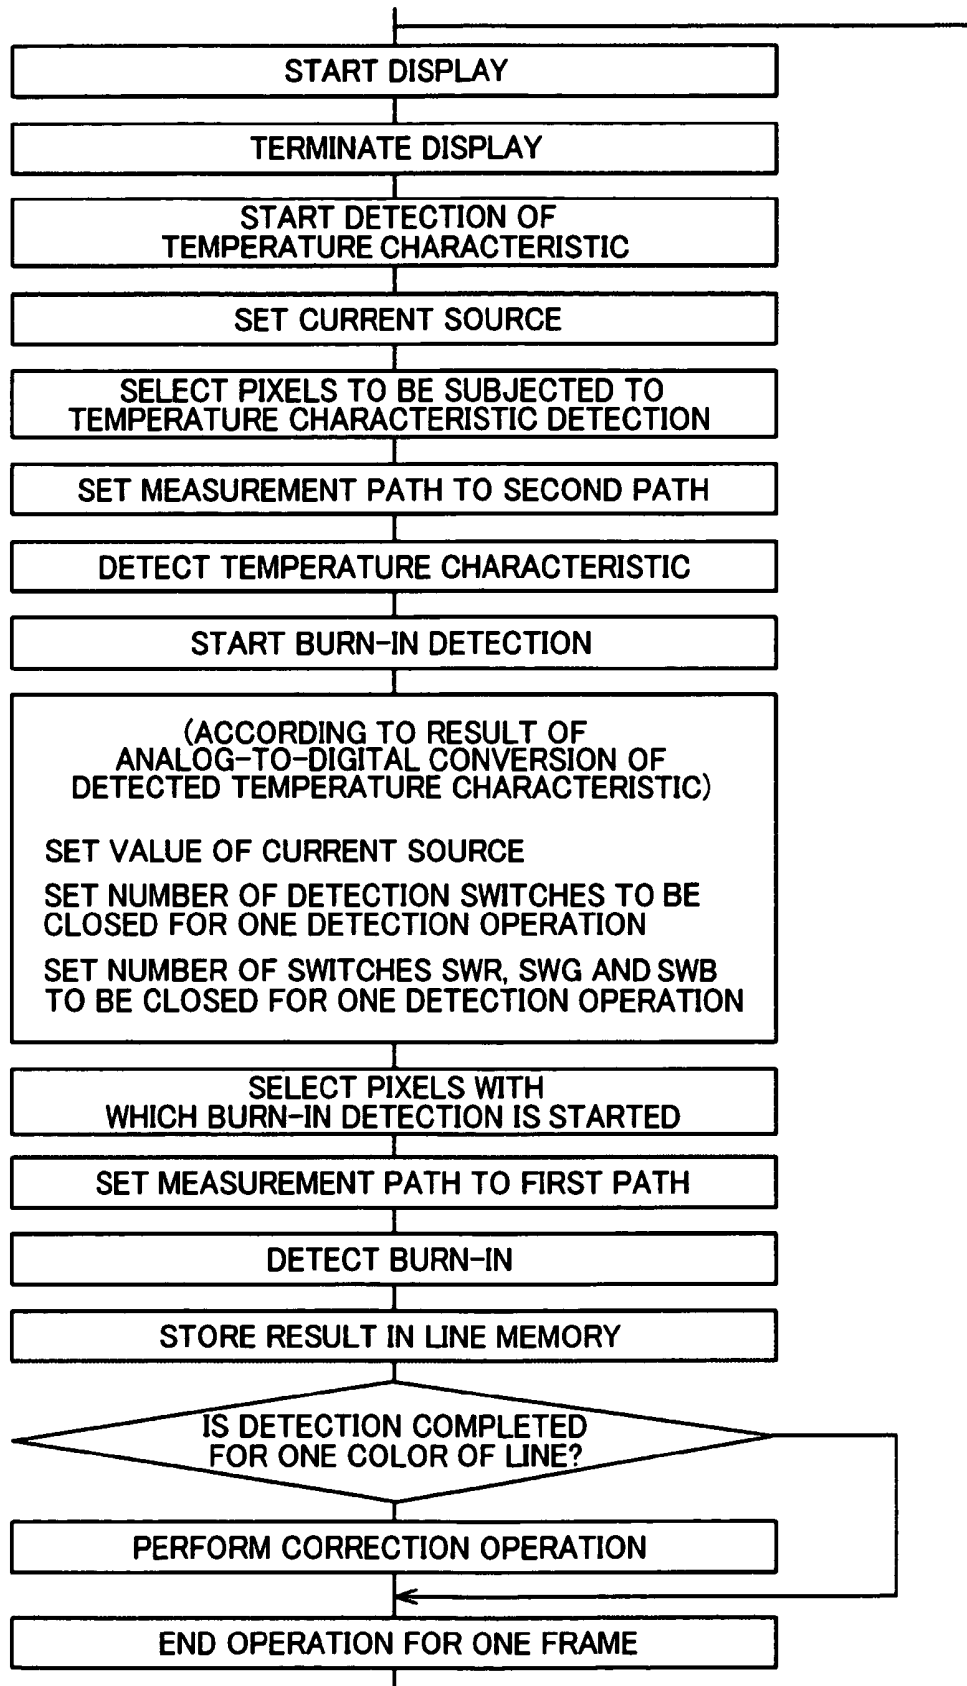 START DISPLAY
TERMINATE DISPLAY
START DETECTION OF
TEMPERATURE CHARACTERISTIC
SET CURRENT SOURCE
SELECT PIXELS TO BE SUBJECTED TO
TEMPERATURE CHARACTERISTIC DETECTION
SET MEASUREMENT PATH TO SECOND PATH
DETECT TEMPERATURE CHARACTERISTIC
START BURN-IN DETECTION
(ACCORDING TO RESULT OF
ANALOG-TO-DIGITAL CONVERSION OF
DETECTED TEMPERATURE CHARACTERISTIC)
SET VALUE OF CURRENT SOURCE
SET NUMBER OF DETECTION SWITCHES TO BE
CLOSED FOR ONE DETECTION OPERATION
SET NUMBER OF SWITCHES SWR, SWG AND SWB
TO BE CLOSED FOR ONE DETECTION OPERATION
SELECT PIXELS WITH
WHICH BURN-IN DETECTION IS STARTED
SET MEASUREMENT PATH TO FIRST PATH
DETECT BURN-IN
STORE RESULT IN LINE MEMORY
IS DETECTION COMPLETED
FOR ONE COLOR OF LINE?
PERFORM CORRECTION OPERATION
END OPERATION FOR ONE FRAME